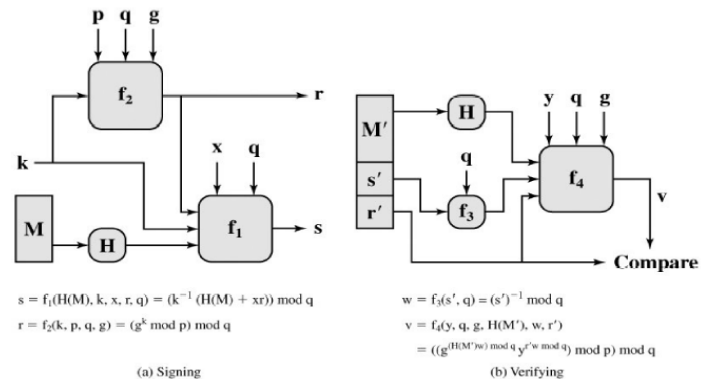 p q g
f₂
r
k
x q
M
H
f₁
s
s = f₁(H(M), k, x, r, q) = (k⁻¹ (H(M) + xr)) mod q
r = f₂(k, p, q, g) = (gᵏ mod p) mod q
(a) Signing
y q g
M′
H
q
s′
f₃
f₄
r′
v
Compare
w = f₃(s′, q) = (s′)⁻¹ mod q
v = f₄(y, q, g, H(M′), w, r′)
= ((g^(H(M′)w) mod q y^r′w mod q) mod p) mod q
(b) Verifying